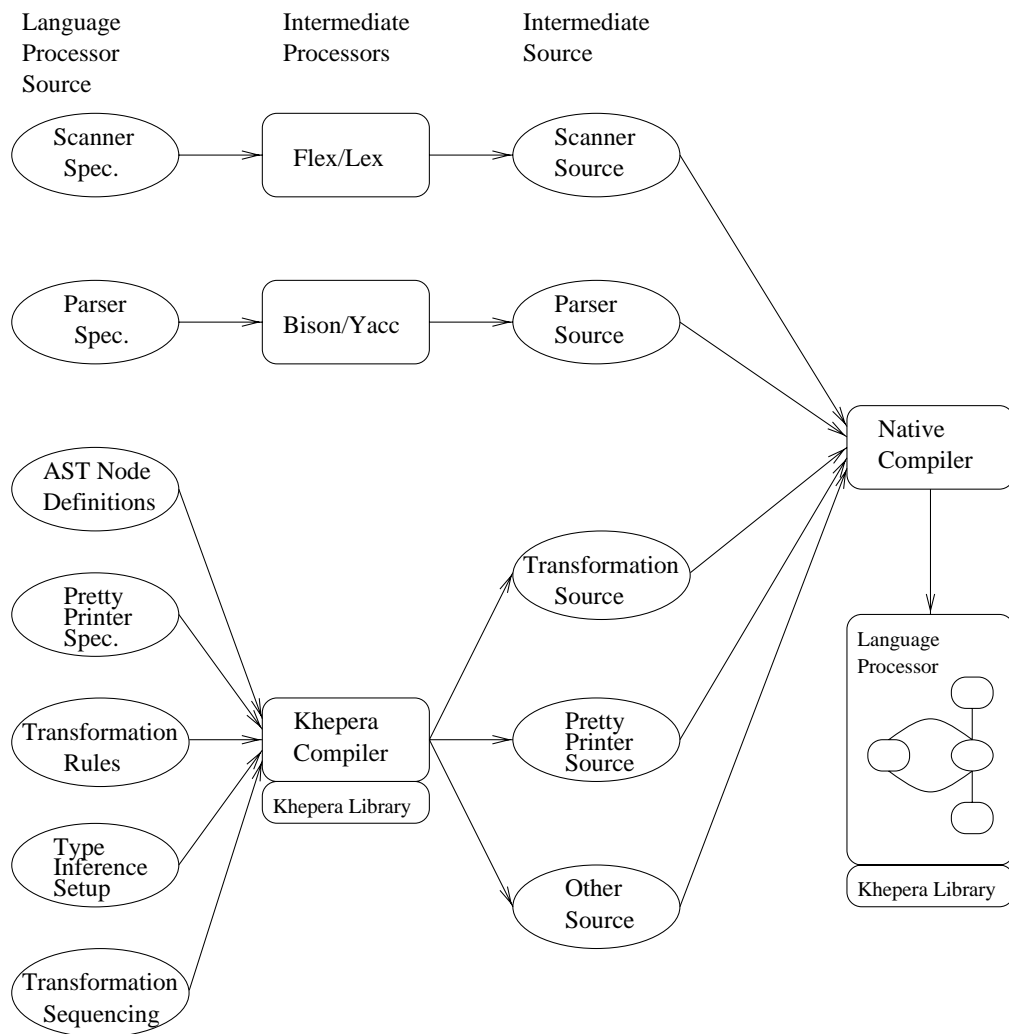 Language
Processor
Source
Intermediate
Processors
Intermediate
Source
Scanner
Spec.
Flex/Lex
Scanner
Source
Parser
Spec.
Bison/Yacc
Parser
Source
Native
Compiler
AST Node
Definitions
Pretty
Printer
Spec.
Transformation
Rules
Type
Inference
Setup
Transformation
Sequencing
Khepera
Compiler
Khepera Library
Transformation
Source
Pretty
Printer
Source
Other
Source
Language
Processor
Khepera Library